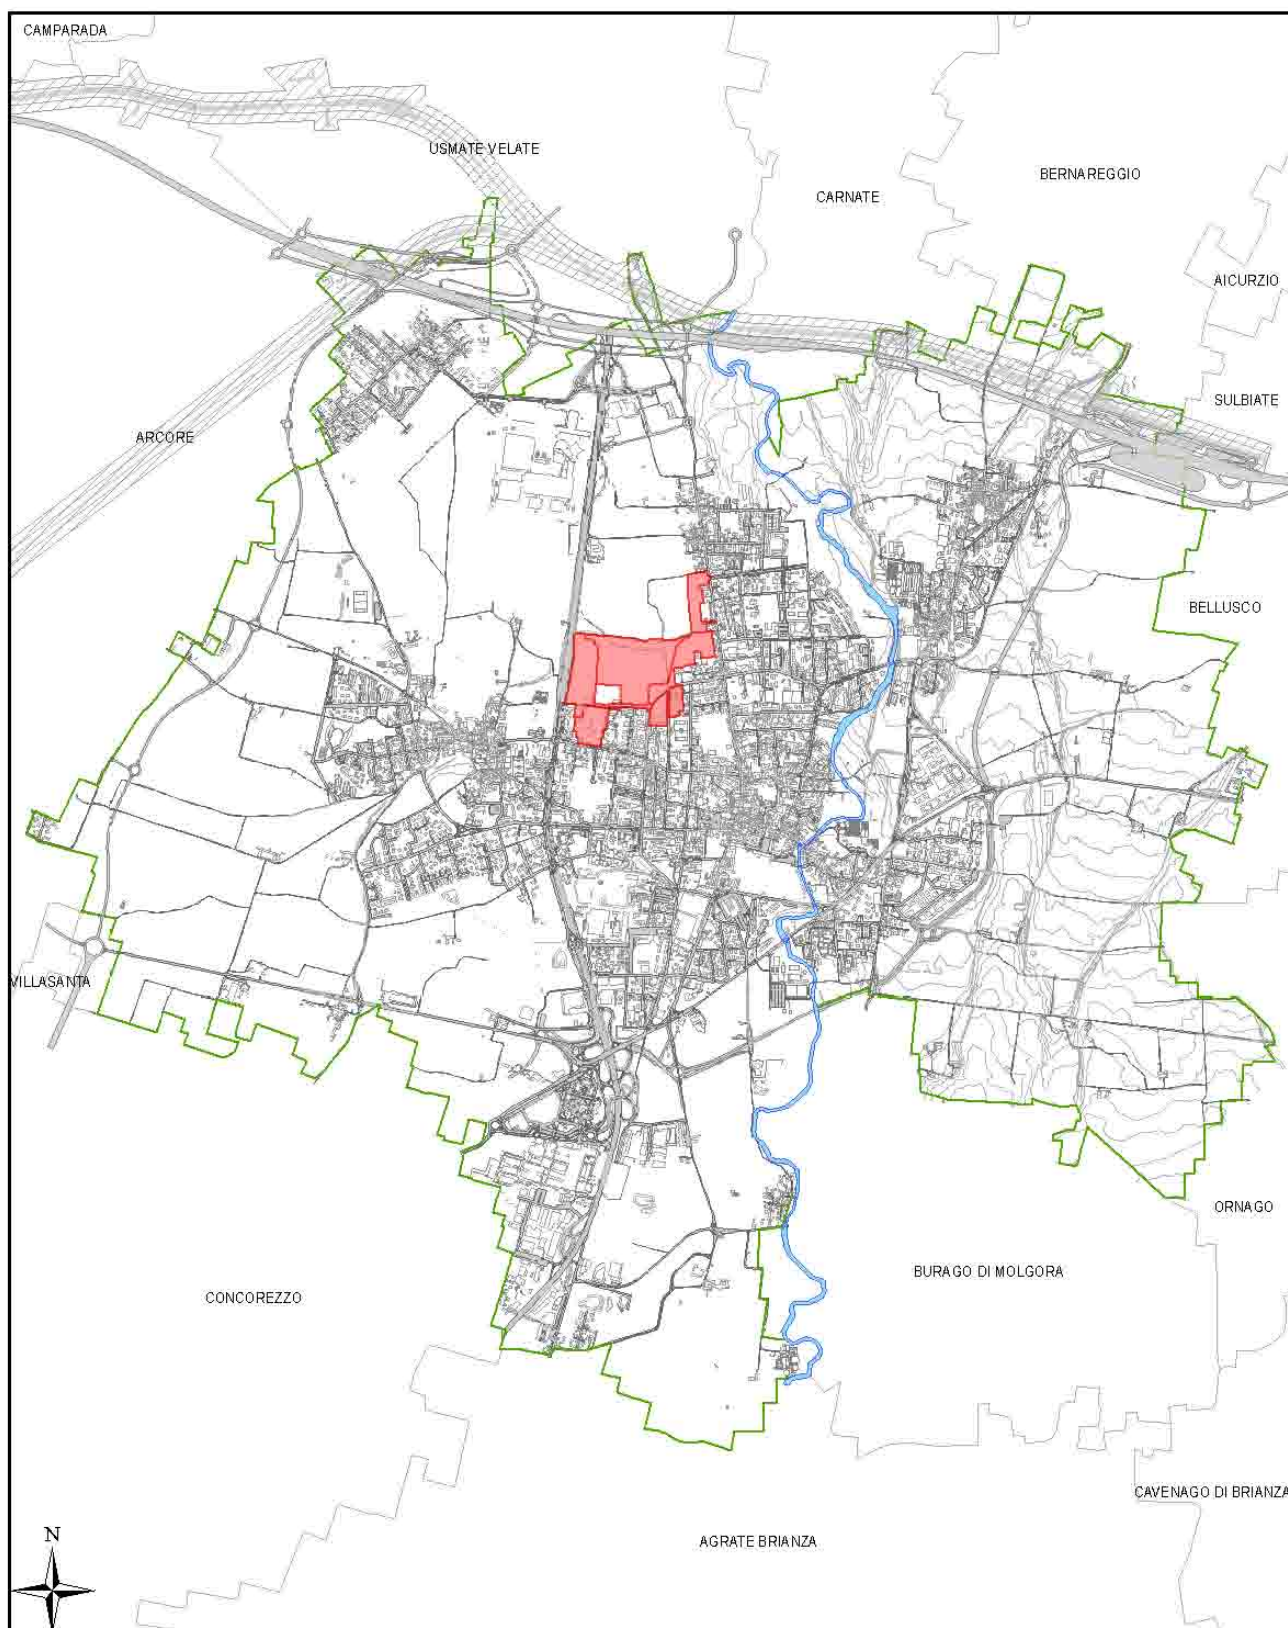 CAMPARADA
USMATE VELATE
BERNAREGGIO
CARNATE
AICURZIO
SULBIATE
ARCORE
BELLUSCO
VILLASANTA
ORNAGO
BURAGO DI MOLGORA
CONCOREZZO
CAVENAGO DI BRIANZA
N
AGRATE BRIANZA